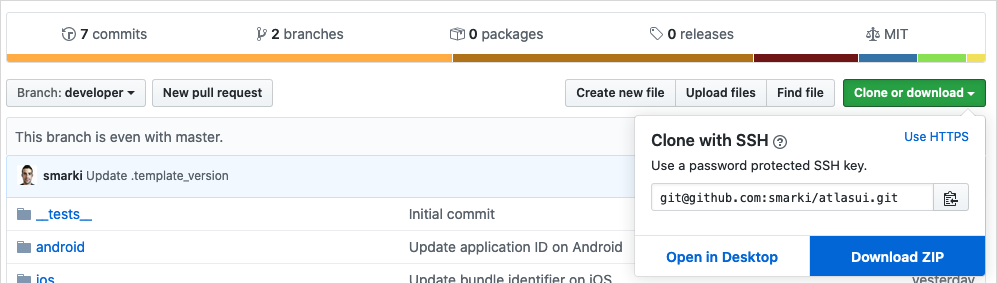 7 commits 2 branches 0 packages 0 releases MIT
Branch: developer New pull request Create new file Upload files Find file Clone or download
This branch is even with master.
smarki Update .template_version
__tests__ Initial commit
android Update application ID on Android
ios Update bundle identifier on iOS yesterday
Clone with SSH ? Use HTTPS
Use a password protected SSH key.
git@github.com:smarki/atlasui.git
Open in Desktop Download ZIP